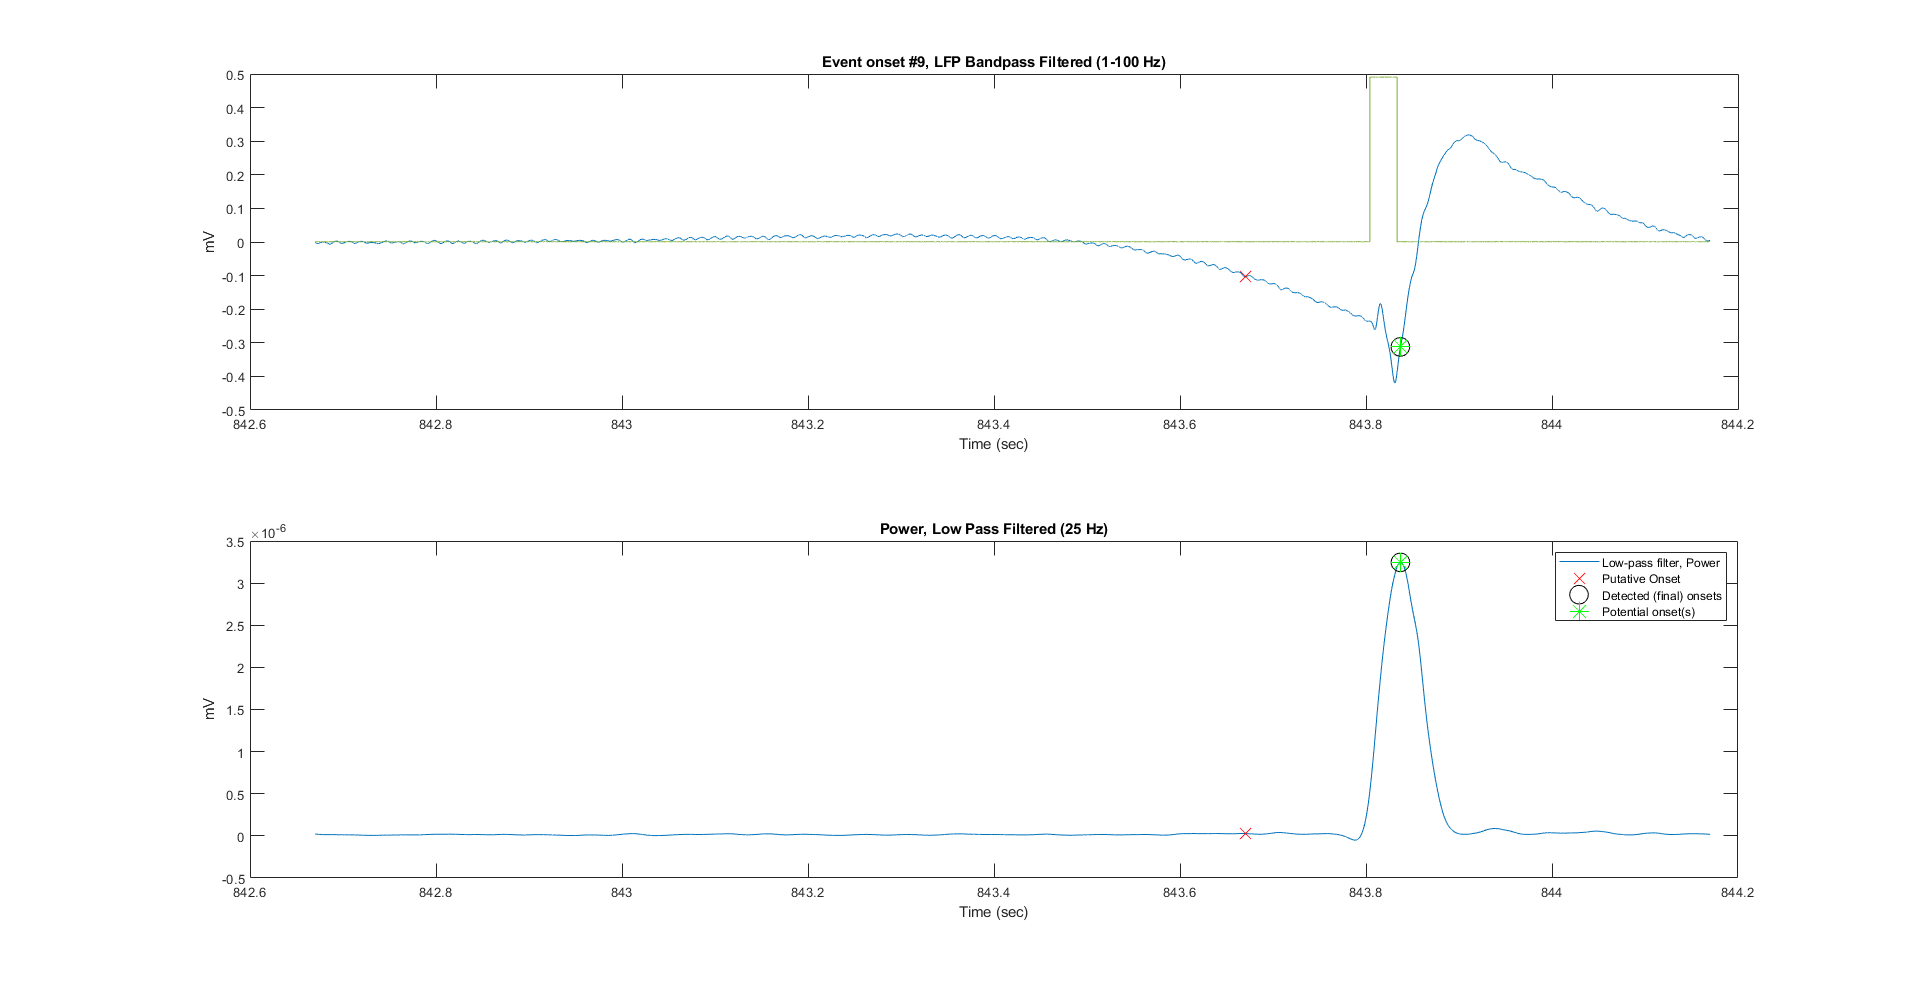 Event onset #9, LFP Bandpass Filtered (1-100 Hz)
0.5
0.4
0.3
0.2
0.1
0
-0.1
-0.2
-0.3
-0.4
-0.5
mV
842.6 842.8 843 843.2 843.4 843.6 843.8 844 844.2
Time (sec)
Power, Low Pass Filtered (25 Hz)
×10⁻⁶
3.5
3
2.5
2
1.5
1
0.5
0
-0.5
mV
Low-pass filter, Power
Putative Onset
Detected (final) onsets
Potential onset(s)
842.6 842.8 843 843.2 843.4 843.6 843.8 844 844.2
Time (sec)